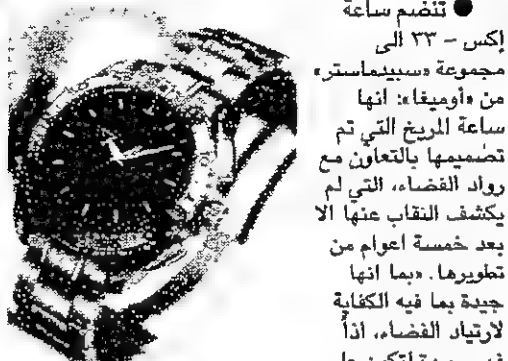 ● تنضم ساعة
إكس – ٣٣ الى
مجموعة «سبيدماستر»
من «أوميغا»: انها
ساعة المريخ التي تم
تصميمها بالتعاون مع
رواد الفضاء، التي لم
يكشف النقاب عنها الا
بعد خمسة اعوام من
تطويرها. «بما انها
جيدة بما فيه الكفاية
لارتياد الفضاء، اذاً